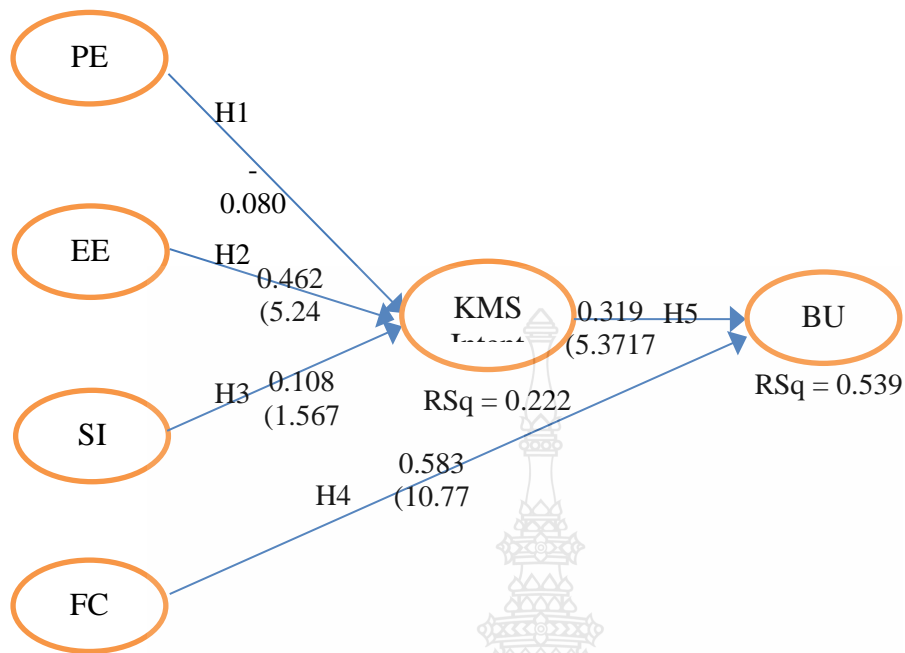 PE
H1
-
0.080
EE
H2
0.462
(5.24
KMS
0.319
(5.3717
H5
BU
RSq = 0.222
RSq = 0.539
SI
H3
0.108
(1.567
0.583
(10.77
H4
FC